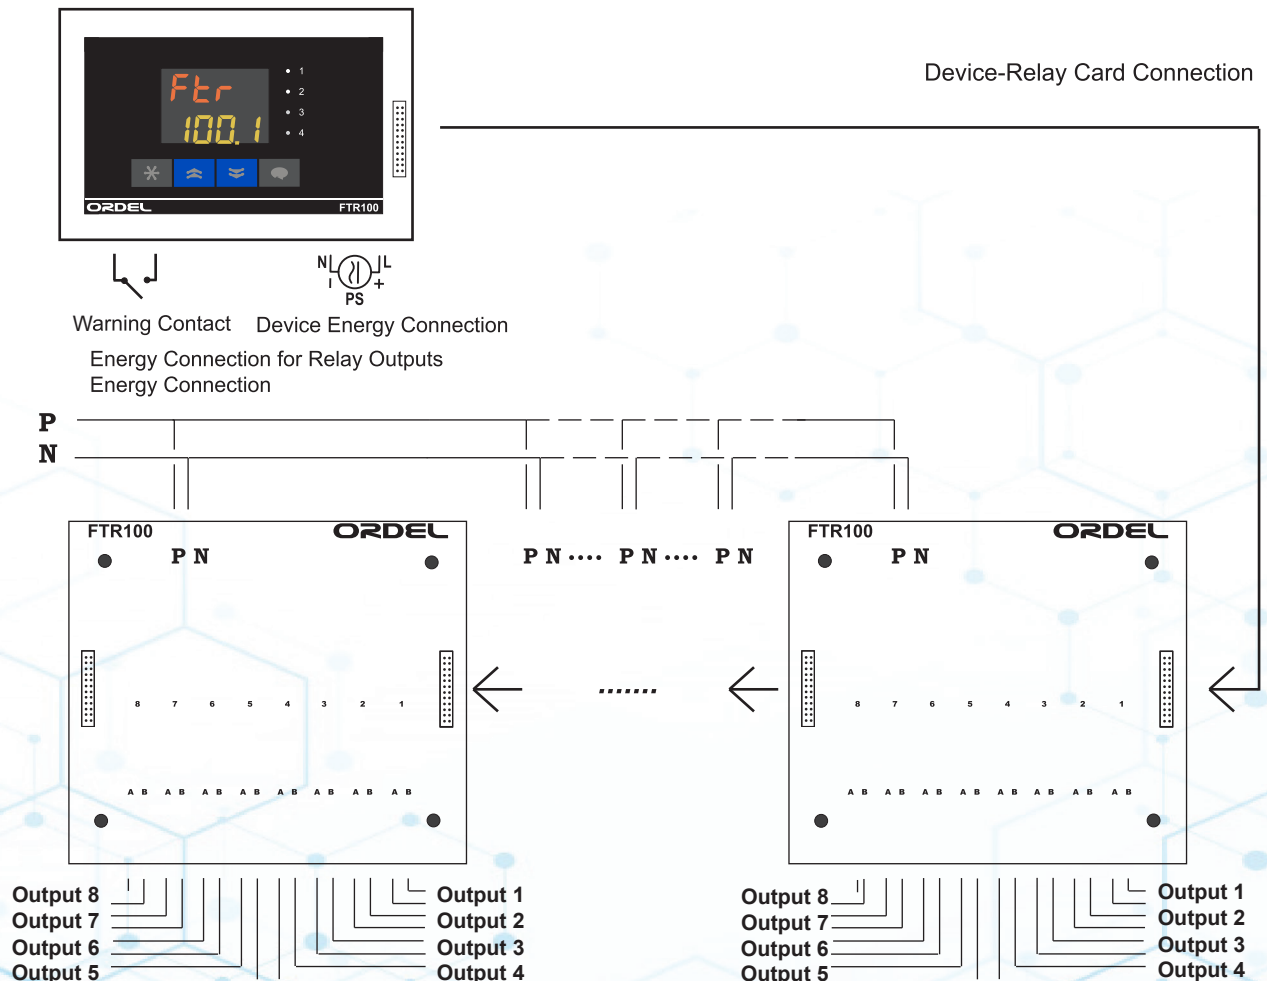 Device-Relay Card Connection
Ftr
100.1
1
2
3
4
ORDEL
FTR100
N L
- +
PS
Warning Contact
Device Energy Connection
Energy Connection for Relay Outputs
Energy Connection
P
N
FTR100
ORDEL
P N
P N .... P N .... P N
FTR100
ORDEL
P N
.......
8 7 6 5 4 3 2 1
A B A B A B A B A B A B A B A B
8 7 6 5 4 3 2 1
A B A B A B A B A B A B A B A B
Output 8
Output 7
Output 6
Output 5
Output 1
Output 2
Output 3
Output 4
Output 8
Output 7
Output 6
Output 5
Output 1
Output 2
Output 3
Output 4